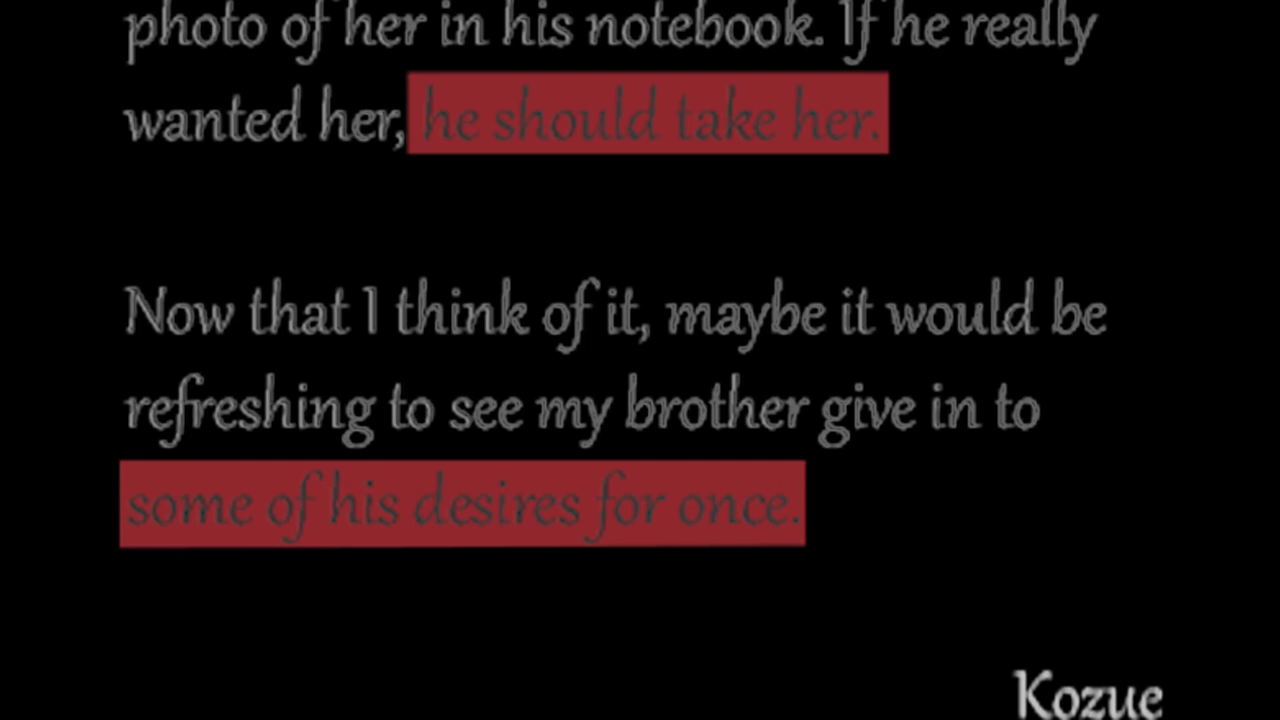 photo of her in his notebook. If he really
wanted her, he should take her.
Now that I think of it, maybe it would be
refreshing to see my brother give in to
some of his desires for once.
Kozue